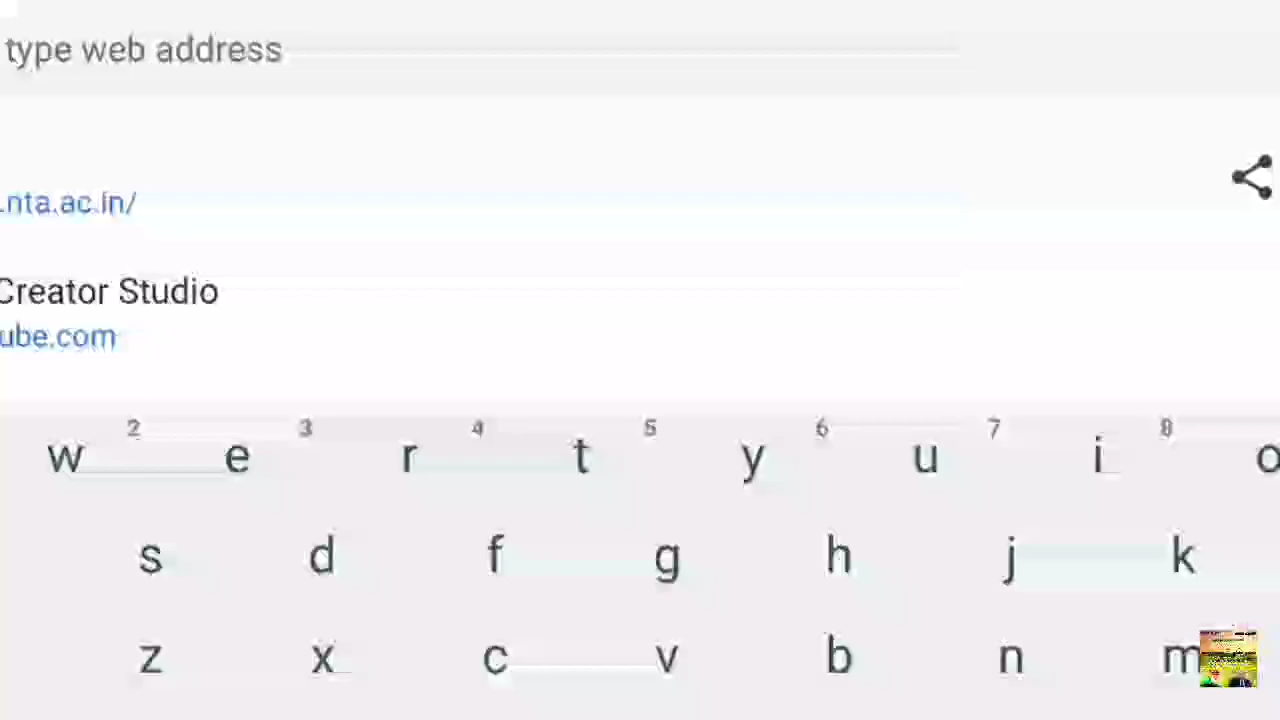 type web address
.nta.ac.in/
Creator Studio
ube.com
2 3 4 5 6 7 8
w e r t y u i o
s d f g h j k
z x c v b n m